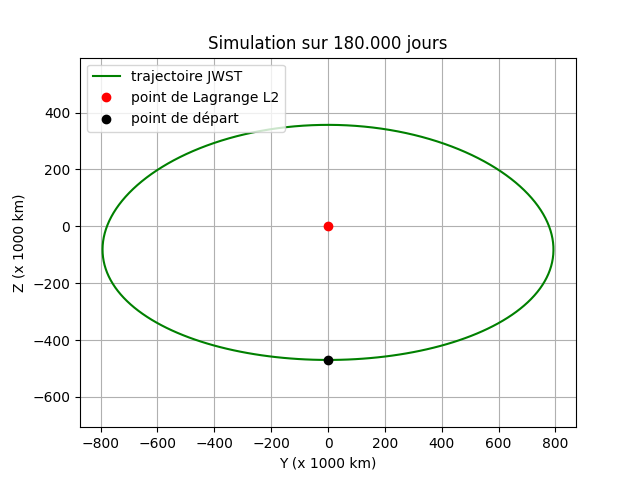 Simulation sur 180.000 jours
trajectoire JWST
point de Lagrange L2
point de départ
Z (x 1000 km)
400
200
0
−200
−400
−600
−800
−600
−400
−200
0
200
400
600
800
Y (x 1000 km)